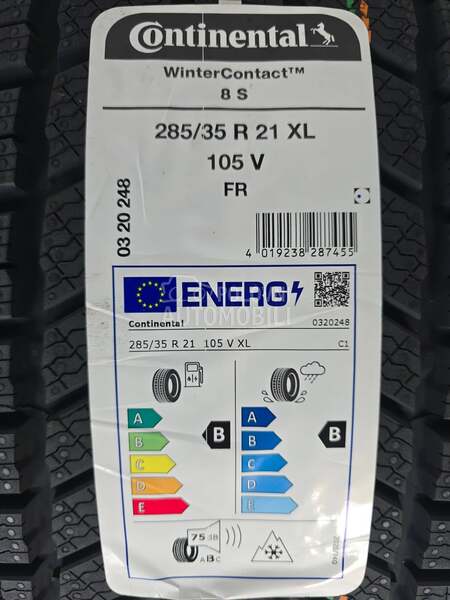 Continental
WinterContact™
8 S
285/35 R 21 XL
105 V
FR
03 20 248
4 019238 287455
ENERG
AUTOMOBILI
Continental 0320248
285/35 R 21 105 V XL C1
A A
B B B B
C C
D D
E E
75 dB
ABC